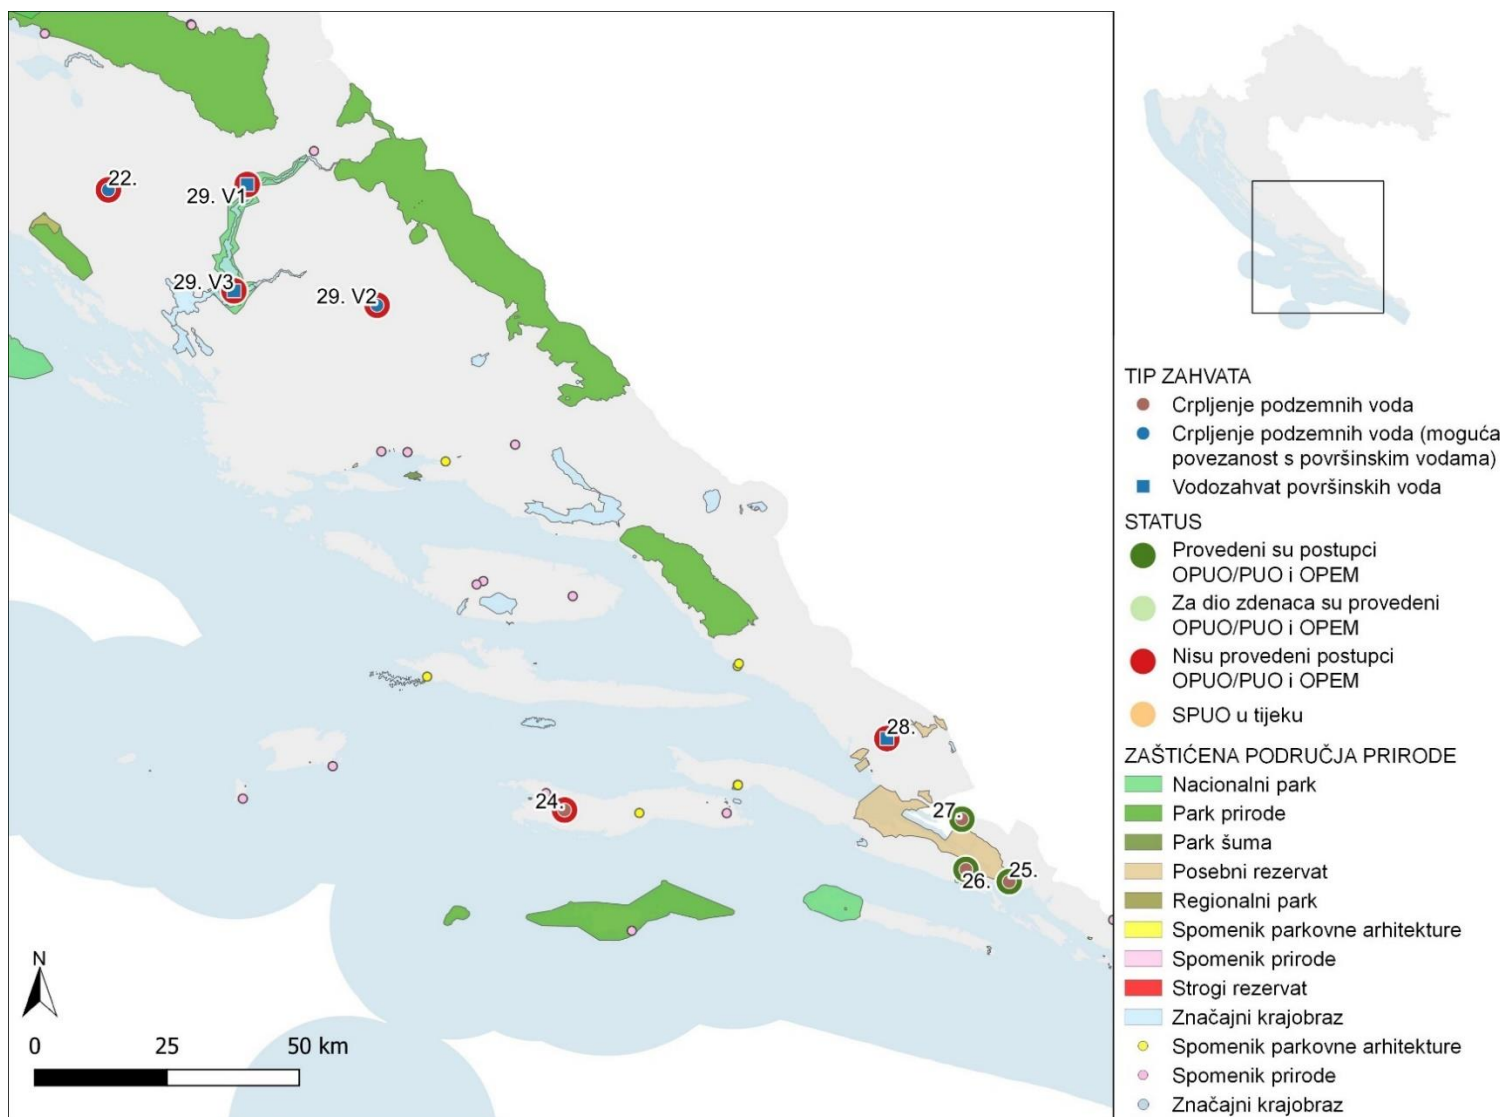 22.
29. V1
29. V3
29. V2
28.
24.
27.
26.
25.
N
0 25 50 km
TIP ZAHVATA
Crpljenje podzemnih voda
Crpljenje podzemnih voda (moguća
povezanost s površinskim vodama)
Vodozahvat površinskih voda
STATUS
Provedeni su postupci
OPUO/PUO i OPEM
Za dio zdenaca su provedeni
OPUO/PUO i OPEM
Nisu provedeni postupci
OPUO/PUO i OPEM
SPUO u tijeku
ZAŠTIĆENA PODRUČJA PRIRODE
Nacionalni park
Park prirode
Park šuma
Posebni rezervat
Regionalni park
Spomenik parkovne arhitekture
Spomenik prirode
Strogi rezervat
Značajni krajobraz
Spomenik parkovne arhitekture
Spomenik prirode
Značajni krajobraz